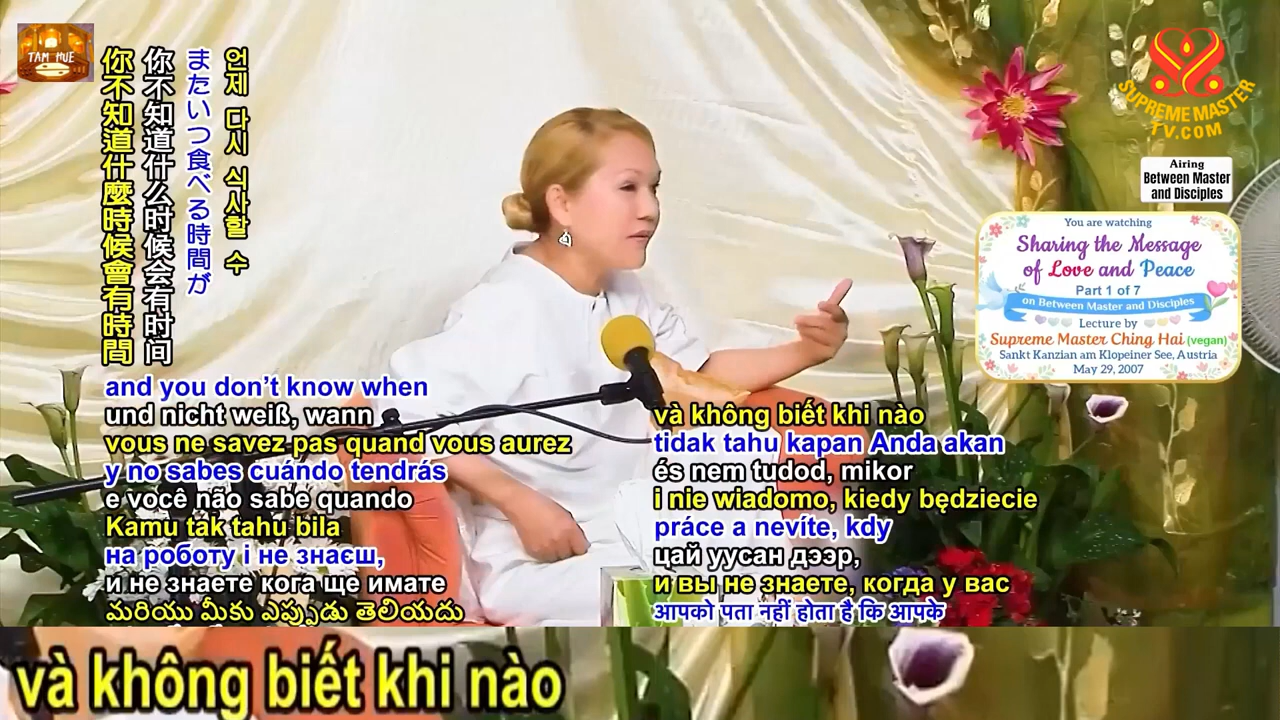 TAM HUE
你不知道什麼時候會有時間
你不知道什么时候会有时间
またいつ食べる時間が
언제 다시 식사할 수
SUPREME MASTER
TV.COM
Airing
Between Master
and Disciples
You are watching
Sharing the Message
of Love and Peace
Part 1 of 7
on Between Master and Disciples
Lecture by
Supreme Master Ching Hai (vegan)
Sankt Kanzian am Klopeiner See, Austria
May 29, 2007
and you don't know when
und nicht weiß, wann
vous ne savez pas quand vous aurez
y no sabes cuándo tendrás
e você não sabe quando
Kamu tak tahu bila
на роботу і не знаєш,
и не знаете кога ще имате
మరియు మీకు ఎప్పుడు తెలియదు
và không biết khi nào
tidak tahu kapan Anda akan
és nem tudod, mikor
i nie wiadomo, kiedy będziecie
práce a nevíte, kdy
цай уусан дээр,
и вы не знаете, когда у вас
आपको पता नहीं होता है कि आपके
và không biết khi nào